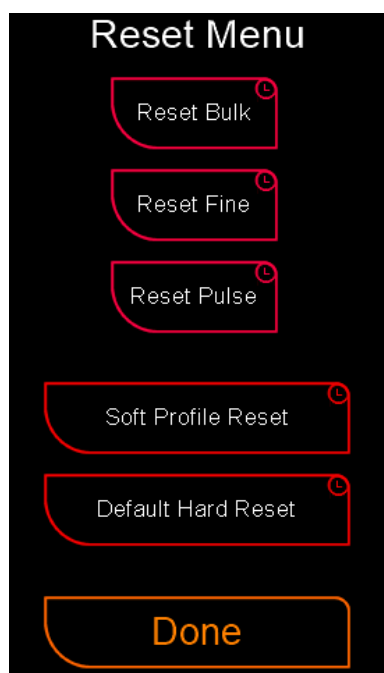 Reset Menu
Reset Bulk
Reset Fine
Reset Pulse
Soft Profile Reset
Default Hard Reset
Done